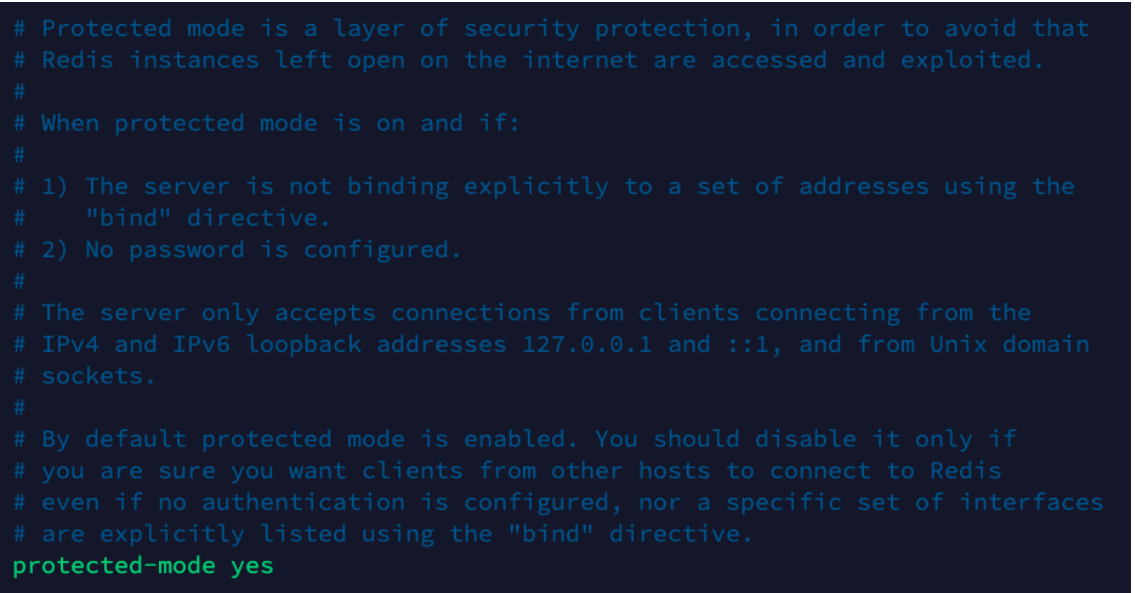 # Protected mode is a layer of security protection, in order to avoid that
# Redis instances left open on the internet are accessed and exploited.
#
# When protected mode is on and if:
#
# 1) The server is not binding explicitly to a set of addresses using the
#    "bind" directive.
# 2) No password is configured.
#
# The server only accepts connections from clients connecting from the
# IPv4 and IPv6 loopback addresses 127.0.0.1 and ::1, and from Unix domain
# sockets.
#
# By default protected mode is enabled. You should disable it only if
# you are sure you want clients from other hosts to connect to Redis
# even if no authentication is configured, nor a specific set of interfaces
# are explicitly listed using the "bind" directive.
protected-mode yes